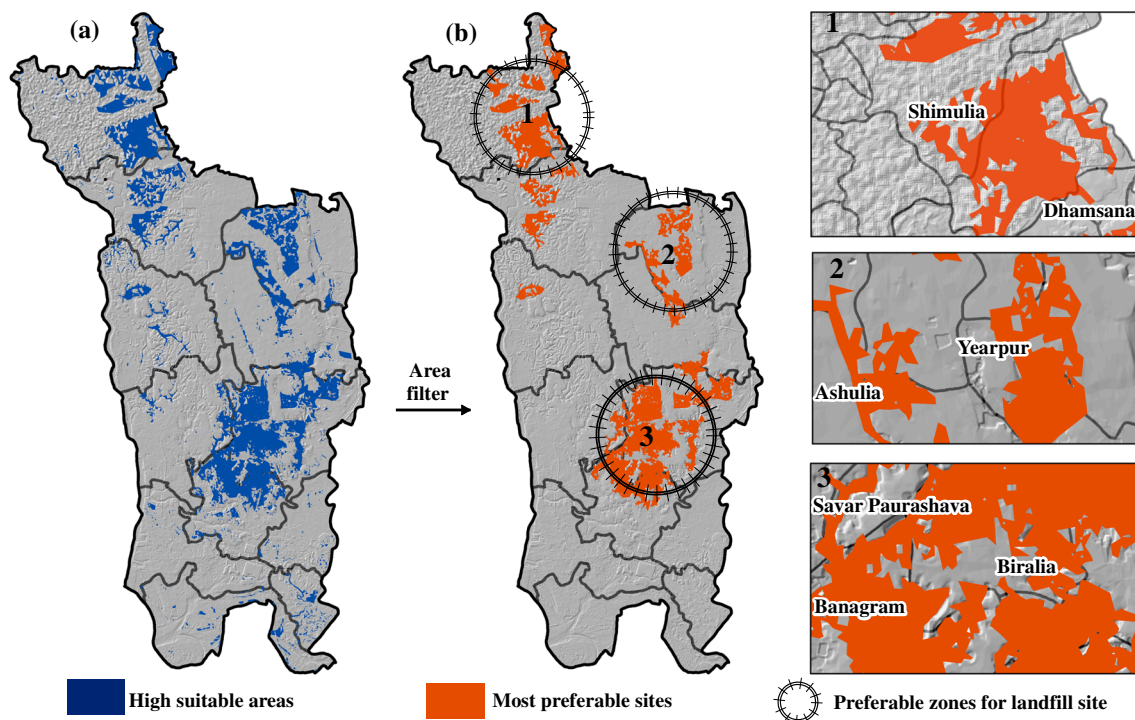 (a)
(b)
1
2
3
Area
filter
1
Shimulia
Dhamsana
2
Yearpur
Ashulia
3
Savar Paurashava
Biralia
Banagram
High suitable areas
Most preferable sites
Preferable zones for landfill site